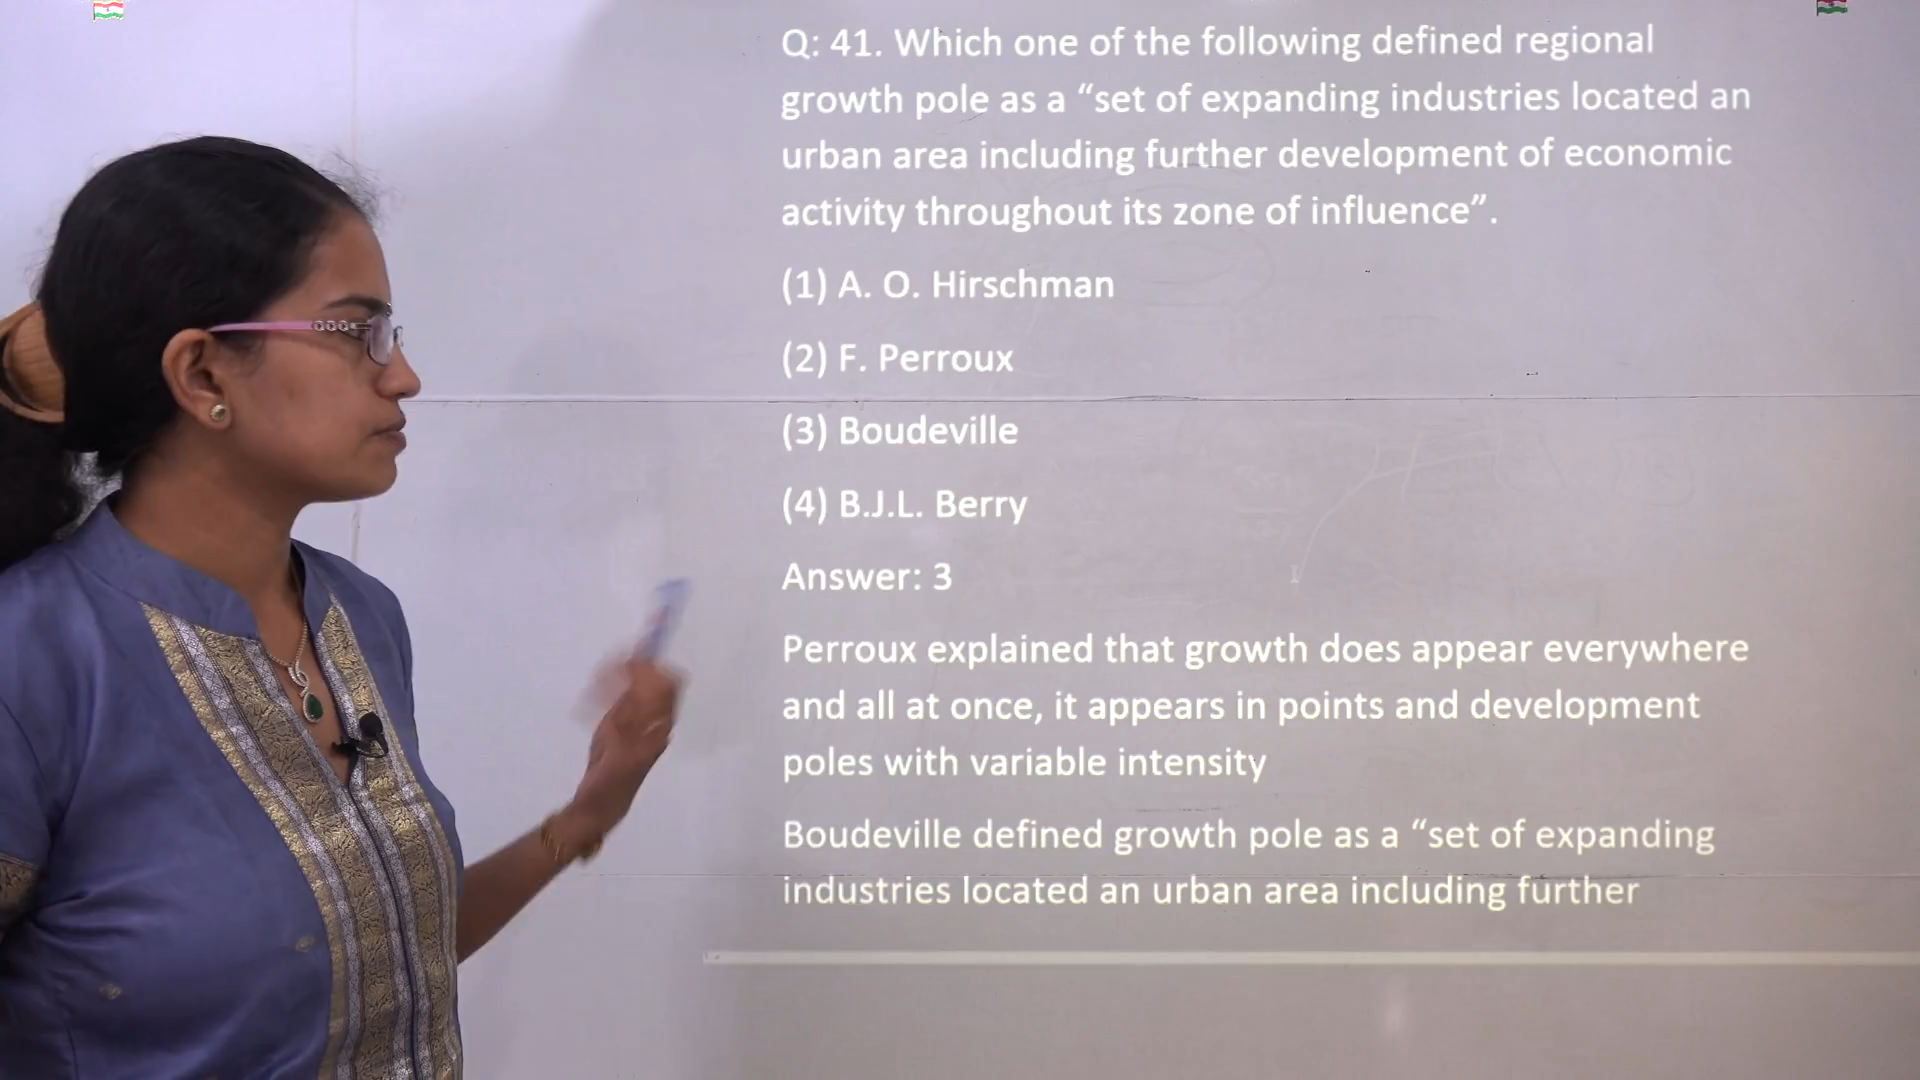 Q: 41. Which one of the following defined regional
growth pole as a “set of expanding industries located an
urban area including further development of economic
activity throughout its zone of influence”.
(1) A. O. Hirschman
(2) F. Perroux
(3) Boudeville
(4) B.J.L. Berry
Answer: 3
Perroux explained that growth does appear everywhere
and all at once, it appears in points and development
poles with variable intensity
Boudeville defined growth pole as a “set of expanding
industries located an urban area including further